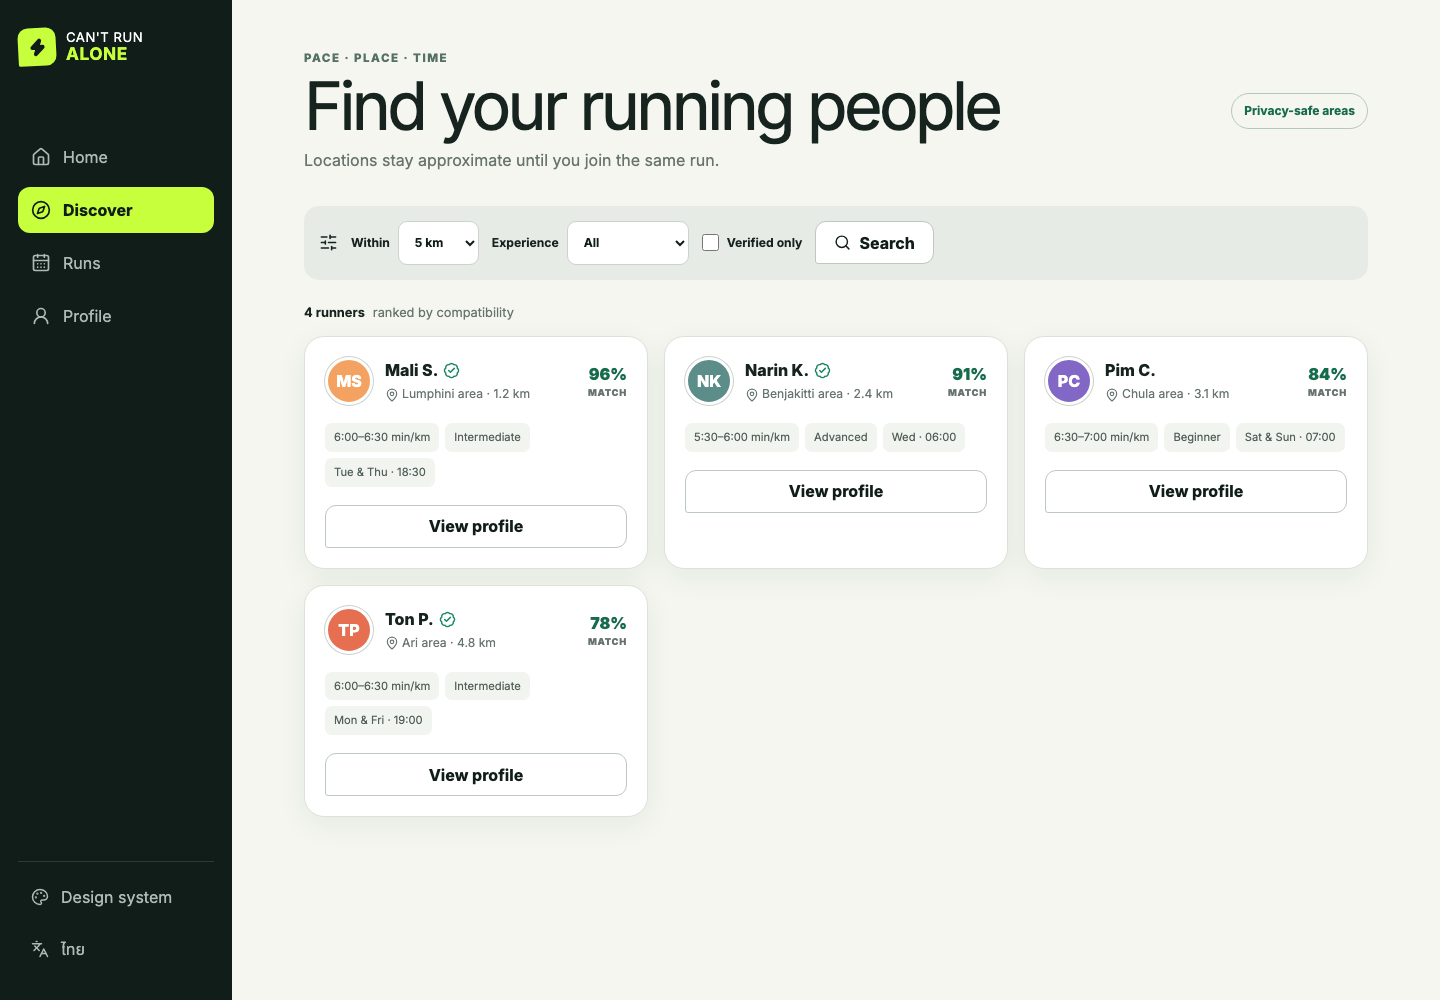 CAN'T RUN
ALONE
Home
Discover
Runs
Profile
Design system
ไทย
PACE · PLACE · TIME
Find your running people
Locations stay approximate until you join the same run.
Privacy-safe areas
Within 5 km Experience All Verified only Search
4 runners ranked by compatibility
MS Mali S. 96%
Lumphini area · 1.2 km MATCH
6:00–6:30 min/km Intermediate
Tue & Thu · 18:30
View profile
NK Narin K. 91%
Benjakitti area · 2.4 km MATCH
5:30–6:00 min/km Advanced Wed · 06:00
View profile
PC Pim C. 84%
Chula area · 3.1 km MATCH
6:30–7:00 min/km Beginner Sat & Sun · 07:00
View profile
TP Ton P. 78%
Ari area · 4.8 km MATCH
6:00–6:30 min/km Intermediate
Mon & Fri · 19:00
View profile